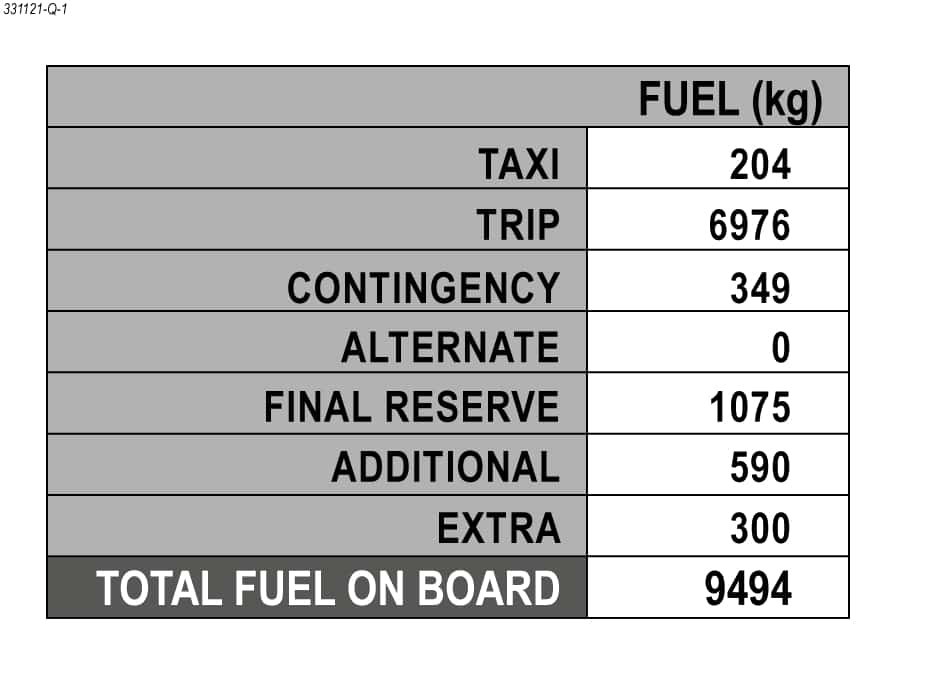 331121-Q-1
FUEL (kg)
TAXI 204
TRIP 6976
CONTINGENCY 349
ALTERNATE 0
FINAL RESERVE 1075
ADDITIONAL 590
EXTRA 300
TOTAL FUEL ON BOARD 9494